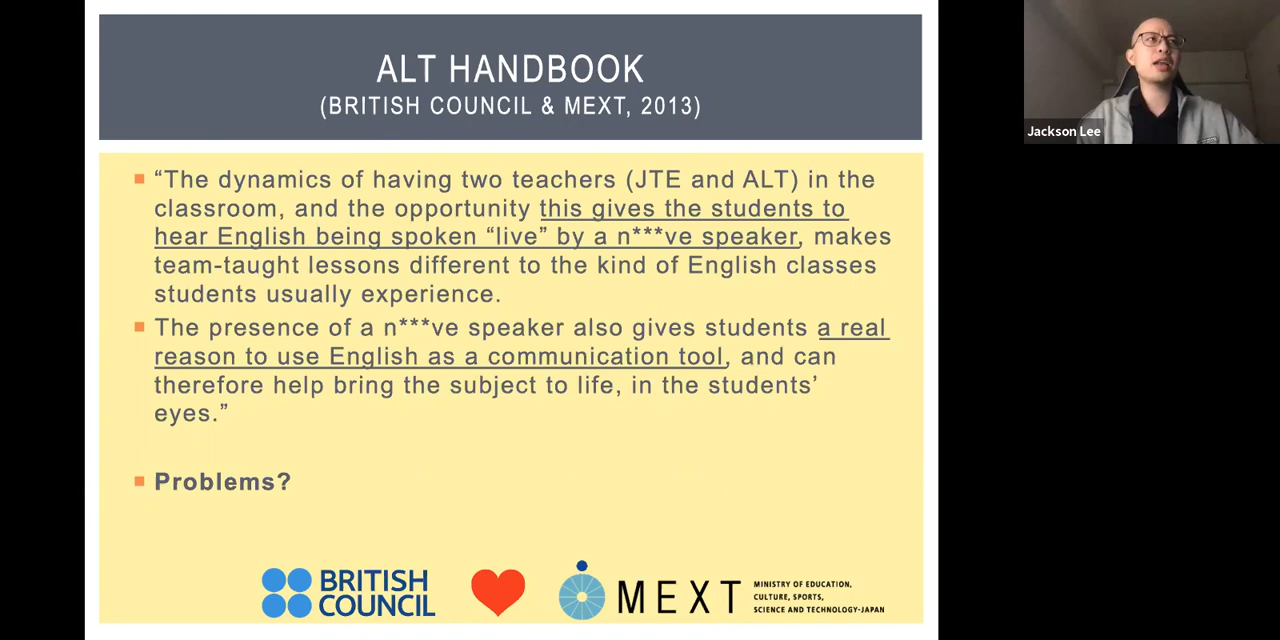 ALT HANDBOOK
(BRITISH COUNCIL & MEXT, 2013)
Jackson Lee
“The dynamics of having two teachers (JTE and ALT) in the
classroom, and the opportunity this gives the students to
hear English being spoken “live” by a n***ve speaker, makes
team-taught lessons different to the kind of English classes
students usually experience.
The presence of a n***ve speaker also gives students a real
reason to use English as a communication tool, and can
therefore help bring the subject to life, in the students’
eyes.”
Problems?
BRITISH
COUNCIL
MEXT
MINISTRY OF EDUCATION,
CULTURE, SPORTS,
SCIENCE AND TECHNOLOGY-JAPAN